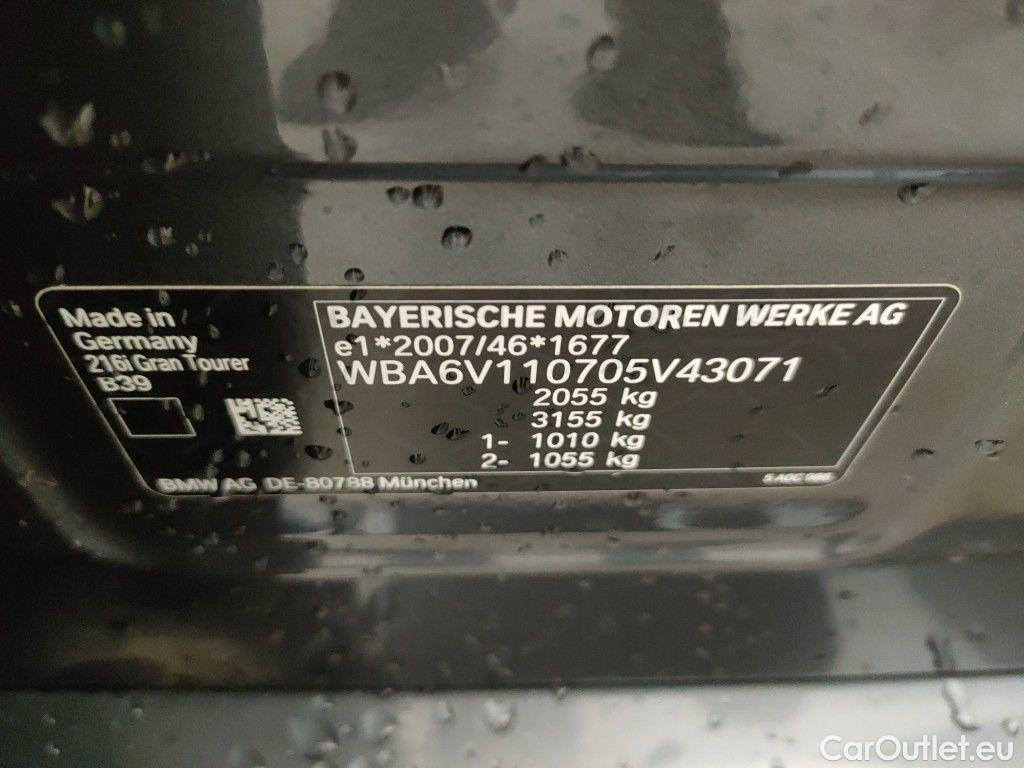 Made in
Germany
216i Gran Tourer
B39
BAYERISCHE MOTOREN WERKE AG
e1*2007/46*1677
WBA6V110705V43071
2055 kg
3155 kg
1- 1010 kg
2- 1055 kg
BMW AG DE-80788 München
CarOutlet.eu